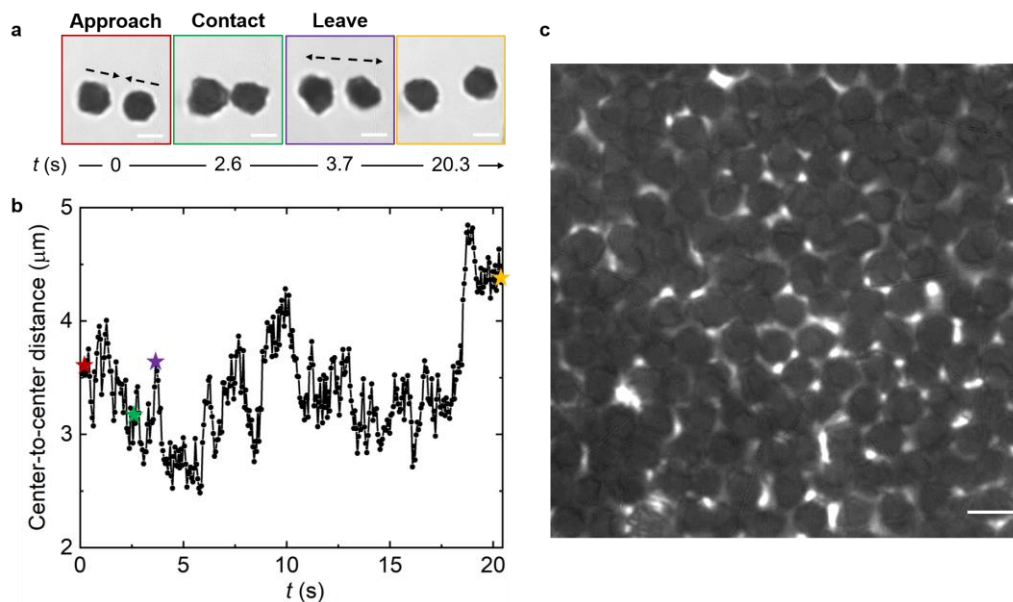 Approach Contact Leave
a
c
t (s) 0 2.6 3.7 20.3
b
5
4
3
2
Center-to-center distance (μm)
0 5 10 15 20
t (s)